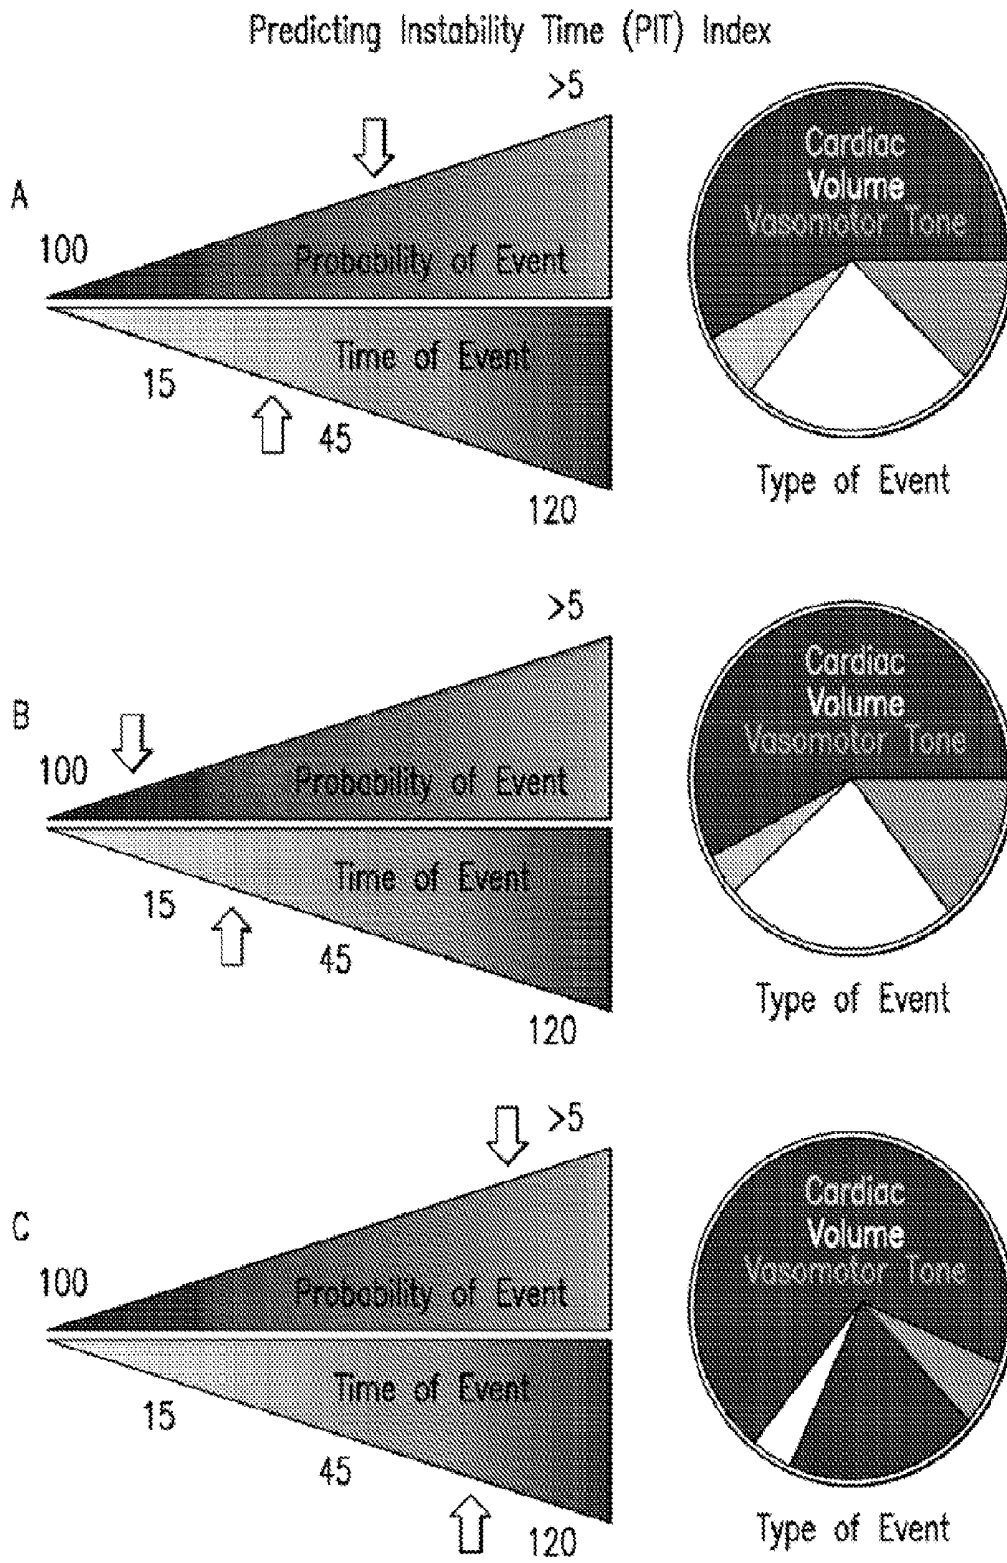 Predicting Instability Time (PIT) Index
>5
A
100
Probability of Event
Time of Event
15
45
120
Cardiac
Volume
Vasomotor Tone
Type of Event
>5
B
100
Probability of Event
Time of Event
15
45
120
Cardiac
Volume
Vasomotor Tone
Type of Event
>5
C
100
Probability of Event
Time of Event
15
45
120
Cardiac
Volume
Vasomotor Tone
Type of Event